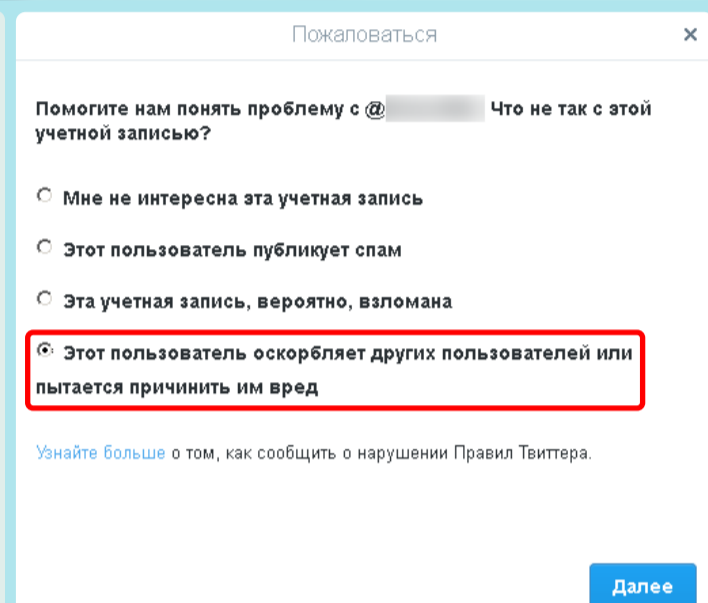 Пожаловаться
Помогите нам понять проблему с @ Что не так с этой
учетной записью?
Мне не интересна эта учетная запись
Этот пользователь публикует спам
Эта учетная запись, вероятно, взломана
Этот пользователь оскорбляет других пользователей или
пытается причинить им вред
Узнайте больше о том, как сообщить о нарушении Правил Твиттера.
Далее